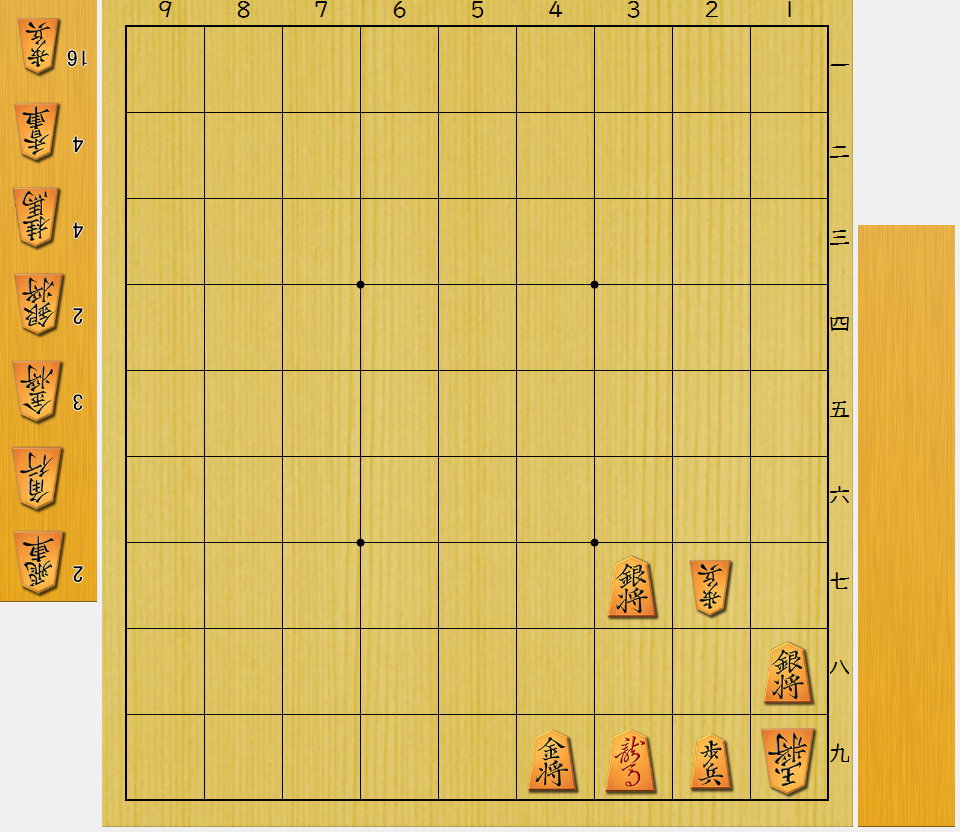 9 8 7 6 5 4 3 2 1
歩兵 16
香車 4
桂馬 4
銀将 2
金将 3
角行
飛車 2
一
二
三
四
五
六
銀将 歩兵 七
銀将 八
金将 龍馬 歩兵 玉将 九